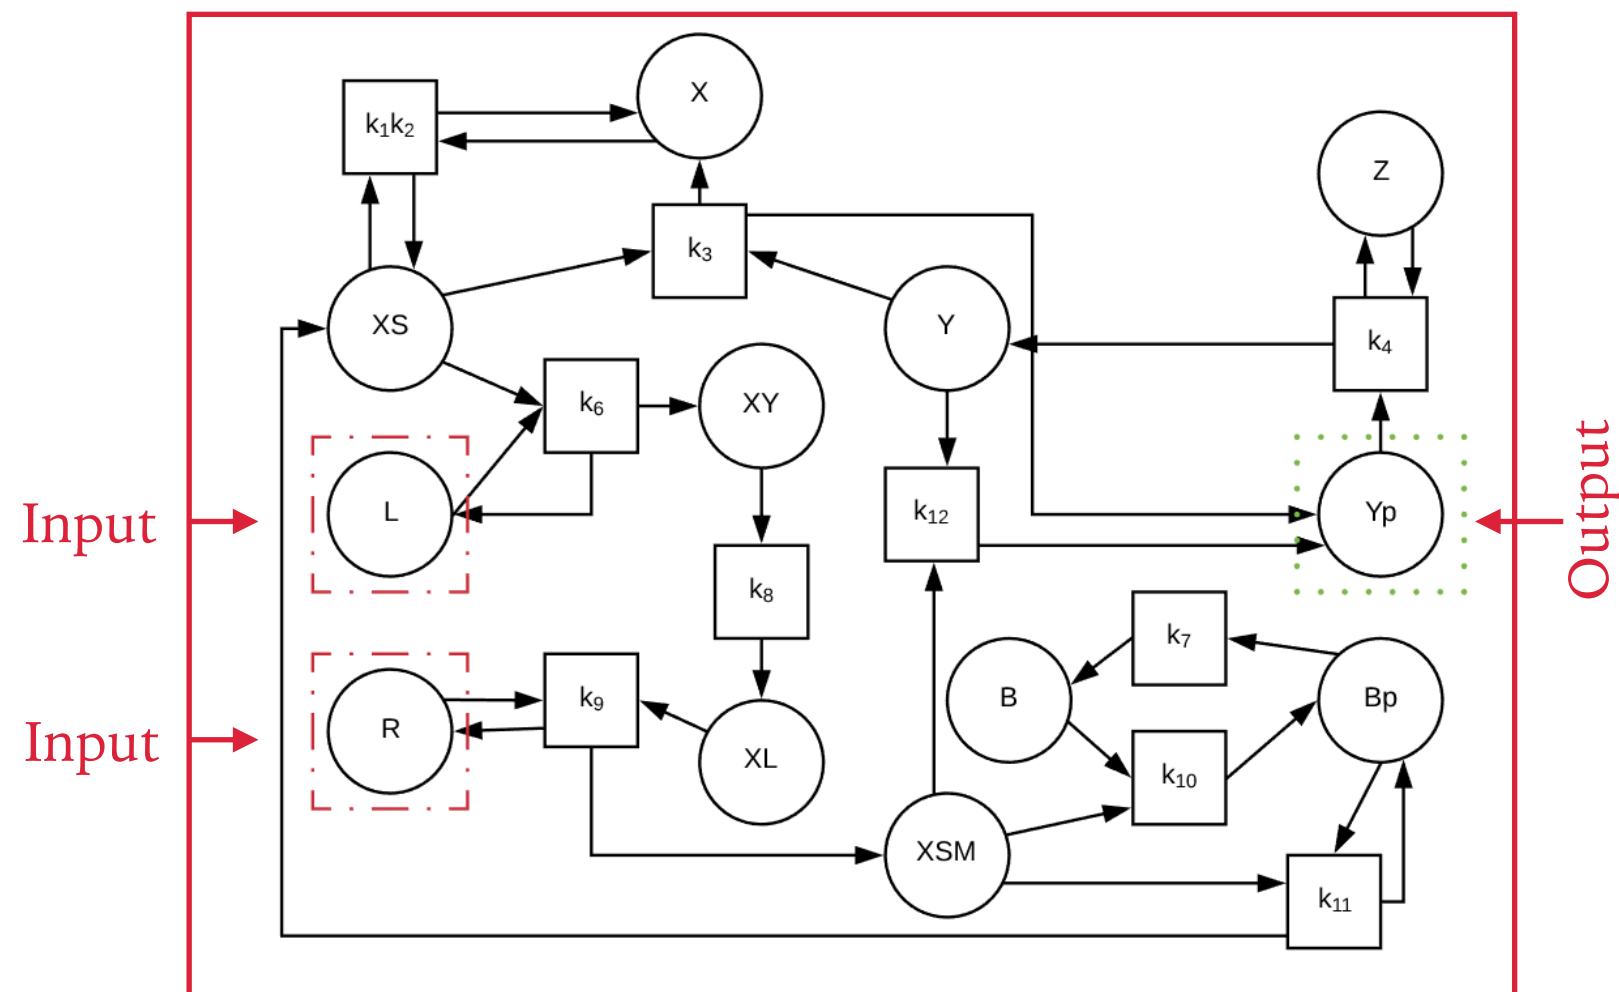 X
k₁k₂
Z
k₃
XS
Y
k₄
k₆
XY
Input
L
k₁₂
Yp
Output
k₈
k₇
Input
R
k₉
B
Bp
XL
k₁₀
XSM
k₁₁